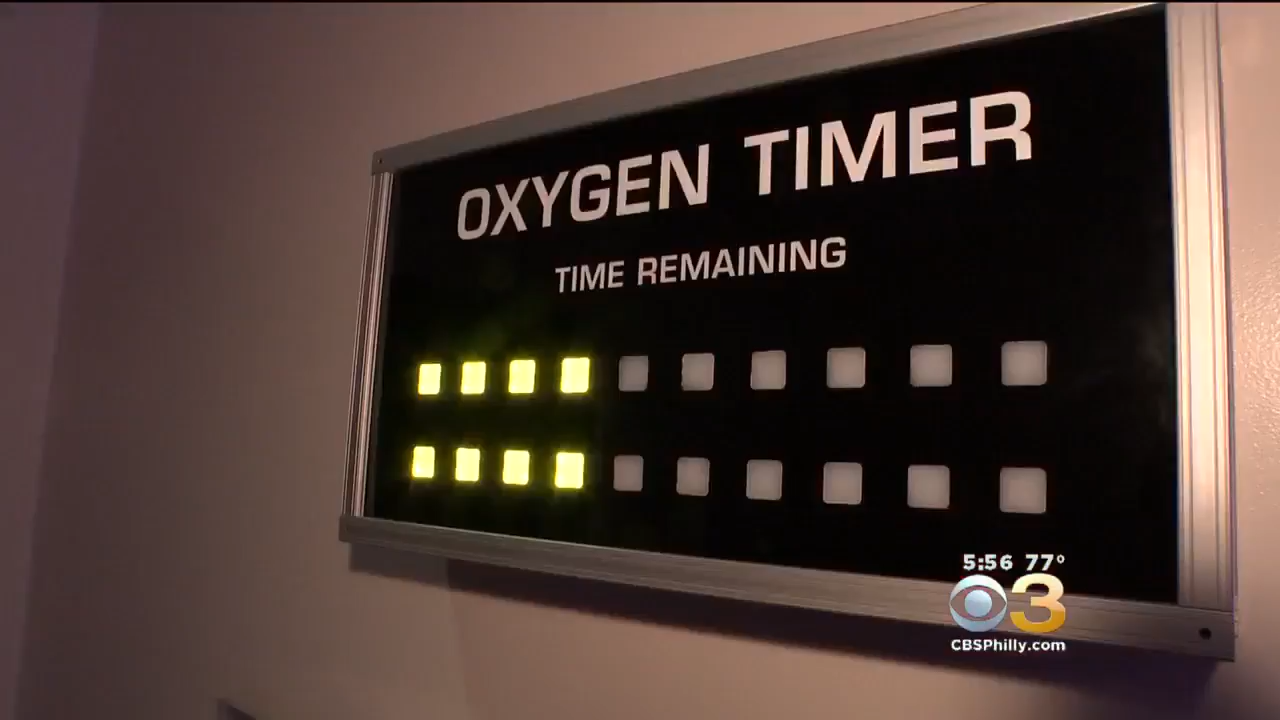 OXYGEN TIMER
TIME REMAINING
5:56 77°
3
CBSPhilly.com